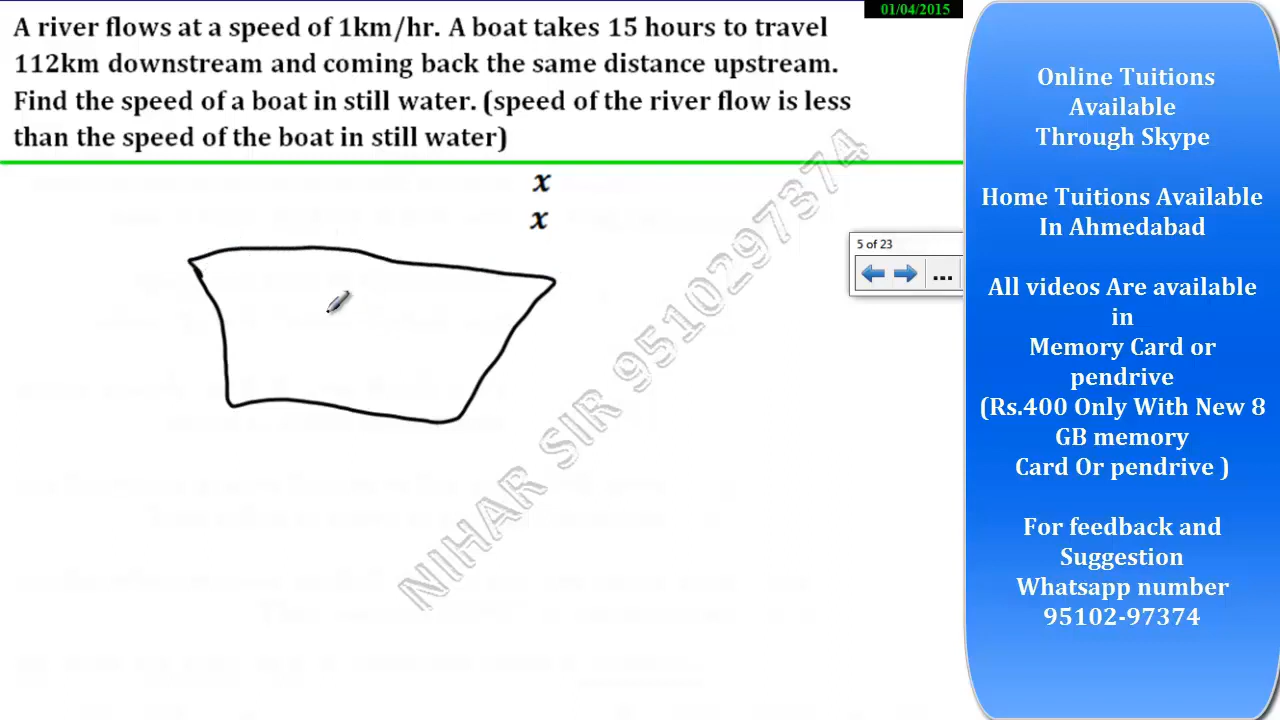 01/04/2015
A river flows at a speed of 1km/hr. A boat takes 15 hours to travel
112km downstream and coming back the same distance upstream.
Find the speed of a boat in still water. (speed of the river flow is less
than the speed of the boat in still water)
x
x
5 of 23
...
NIHAR SIR 9510297374
Online Tuitions
Available
Through Skype
Home Tuitions Available
In Ahmedabad
All videos Are available
in
Memory Card or
pendrive
(Rs.400 Only With New 8
GB memory
Card Or pendrive )
For feedback and
Suggestion
Whatsapp number
95102-97374